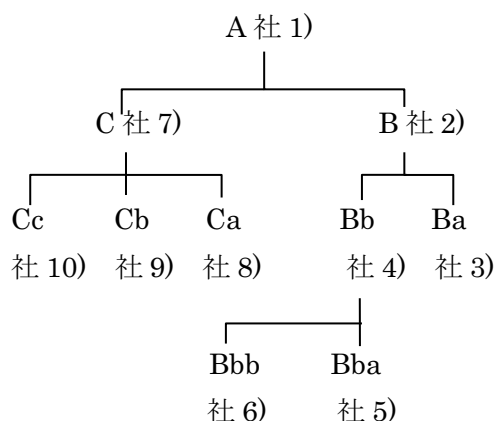 A 社 1)
C 社 7) B 社 2)
Cc Cb Ca Bb Ba
社 10) 社 9) 社 8) 社 4) 社 3)
Bbb Bba
社 6) 社 5)